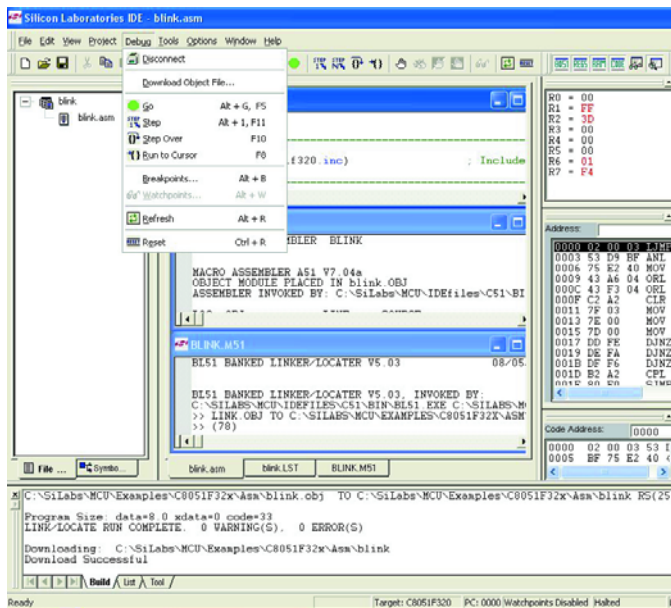 Silicon Laboratories IDE - blink.asm
File Edit View Project Debug Tools Options Window Help
Disconnect
Download Object File...
Go Alt + G, F5
Step Alt + 1, F11
Step Over F10
Run to Cursor F8
Breakpoints... Alt + B
Watchpoints... Alt + W
Refresh Alt + R
Reset Ctrl + R
blink
blink.asm
f320.inc) ; Include
MBLER BLINK
MACRO ASSEMBLER A51 V7.04a
OBJECT MODULE PLACED IN blink.OBJ
ASSEMBLER INVOKED BY: C:\SiLabs\MCU\IDEfiles\C51\BI
BLINK.M51
BL51 BANKED LINKER/LOCATER V5.03 08/05
BL51 BANKED LINKER/LOCATER V5.03, INVOKED BY:
C:\SILABS\MCU\IDEFILES\C51\BIN\BL51 EXE C:\SILABS\M
>> LINK.OBJ TO C:\SILABS\MCU\EXAMPLES\C8051F32X\ASM
>> (78)
R0 = 00
R1 = FF
R2 = 3D
R3 = 00
R4 = 00
R5 = 00
R6 = 01
R7 = F4
Address:
0000 02 00 03 LJMP
0003 53 D9 BF ANL
0006 75 E2 40 MOV
0009 43 A6 04 ORL
000C 43 F3 04 ORL
000F C2 A2 CLR
0011 7F 03 MOV
0013 7E 00 MOV
0015 7D 00 MOV
0017 DD FE DJNZ
0019 DE FA DJNZ
001B DF F6 DJNZ
001D B2 A2 CPL
001F 80 F0 SJMP
Code Address: 0000
0000 02 00 03 53
0005 BF 75 E2 40
File ... Symbo...
blink.asm blink.LST BLINK.M51
C:\SiLabs\MCU\Examples\C8051F32x\Asm\blink.obj TO C:\SiLabs\MCU\Examples\C8051F32x\Asm\blink RS(25
Program Size: data=8.0 xdata=0 code=33
LINK/LOCATE RUN COMPLETE. 0 WARNING(S), 0 ERROR(S)
Downloading: C:\SiLabs\MCU\Examples\C8051F32x\Asm\blink
Download Successful
Build List Tool
Ready Target: C8051F320 PC: 0000 Watchpoints Disabled Halted